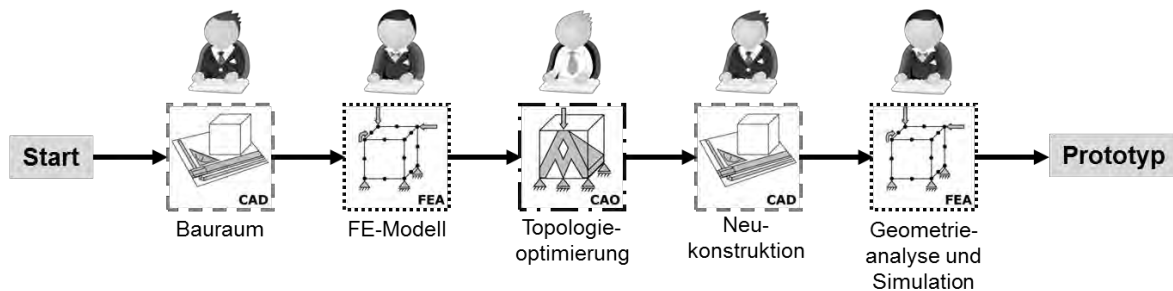 Start
CAD
Bauraum
FEA
FE-Modell
CAO
Topologie-
optimierung
CAD
Neu-
konstruktion
FEA
Geometrie-
analyse und
Simulation
Prototyp